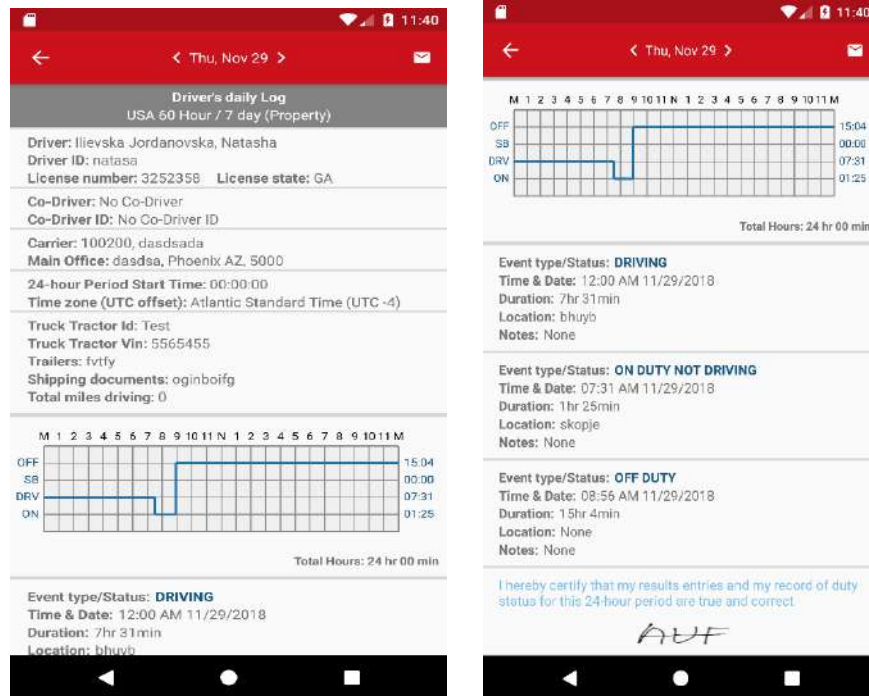 11:40
< Thu, Nov 29 >
Driver's daily Log
USA 60 Hour / 7 day (Property)
Driver: Ilievska Jordanovska, Natasha
Driver ID: natasa
License number: 3252358 License state: GA
Co-Driver: No Co-Driver
Co-Driver ID: No Co-Driver ID
Carrier: 100200, dasdsada
Main Office: dasdsa, Phoenix AZ, 5000
24-hour Period Start Time: 00:00:00
Time zone (UTC offset): Atlantic Standard Time (UTC -4)
Truck Tractor Id: Test
Truck Tractor Vin: 5565455
Trailers: fvtfy
Shipping documents: oginboifg
Total miles driving: 0
M 1 2 3 4 5 6 7 8 9 10 11 N 1 2 3 4 5 6 7 8 9 10 11 M
OFF 15:04
SB 00:00
DRV 07:31
ON 01:25
Total Hours: 24 hr 00 min
Event type/Status: DRIVING
Time & Date: 12:00 AM 11/29/2018
Duration: 7hr 31min
Location: bhuyb
11:40
< Thu, Nov 29 >
M 1 2 3 4 5 6 7 8 9 10 11 N 1 2 3 4 5 6 7 8 9 10 11 M
OFF 15:04
SB 00:00
DRV 07:31
ON 01:25
Total Hours: 24 hr 00 min
Event type/Status: DRIVING
Time & Date: 12:00 AM 11/29/2018
Duration: 7hr 31min
Location: bhuyb
Notes: None
Event type/Status: ON DUTY NOT DRIVING
Time & Date: 07:31 AM 11/29/2018
Duration: 1hr 25min
Location: skopje
Notes: None
Event type/Status: OFF DUTY
Time & Date: 08:56 AM 11/29/2018
Duration: 15hr 4min
Location: None
Notes: None
I hereby certify that my results entries and my record of duty
status for this 24-hour period are true and correct